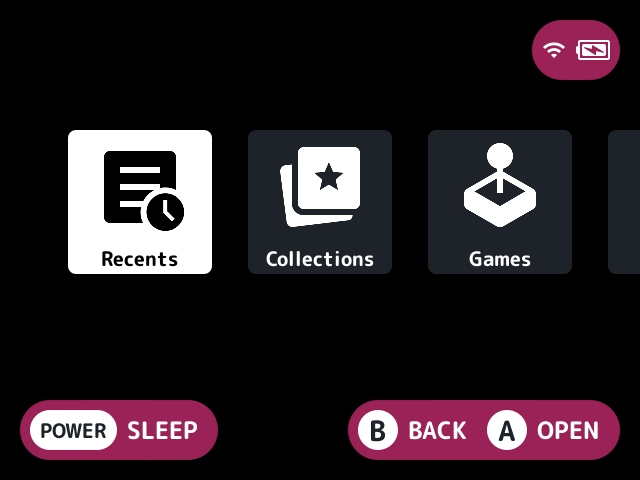 Recents
Collections
Games
POWER SLEEP
B BACK A OPEN